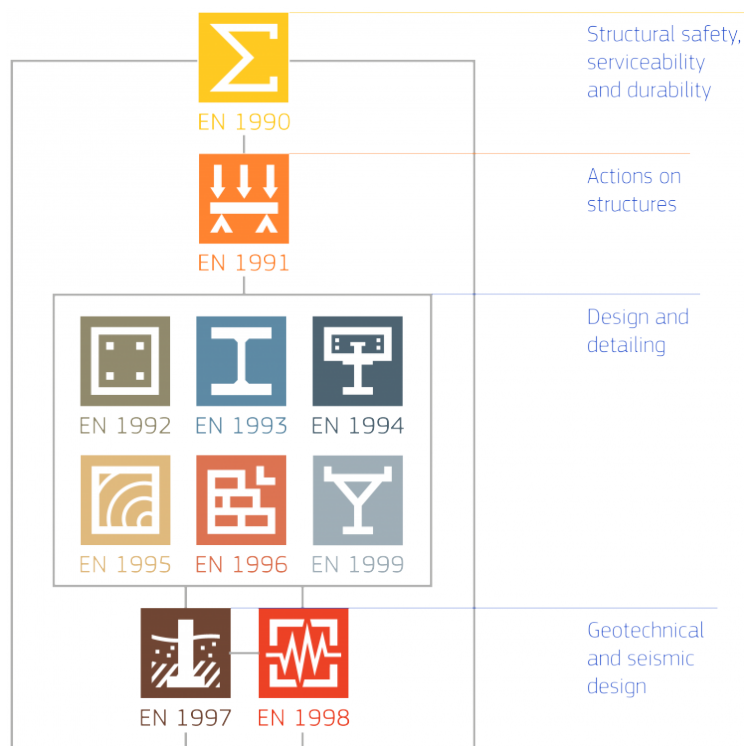 Structural safety,
serviceability
and durability
EN 1990
Actions on
structures
EN 1991
Design and
detailing
EN 1992 EN 1993 EN 1994
EN 1995 EN 1996 EN 1999
Geotechnical
and seismic
design
EN 1997 EN 1998